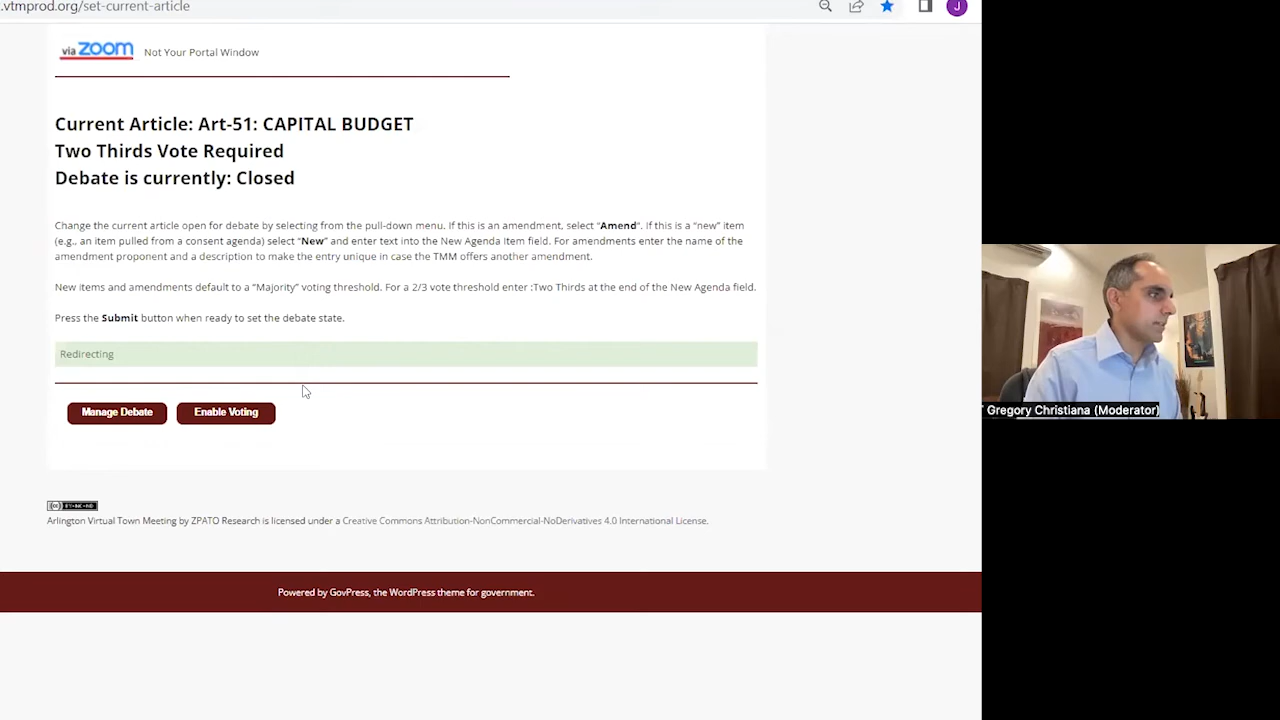 .vtmprod.org/set-current-article
J
via zoom Not Your Portal Window
Current Article: Art-51: CAPITAL BUDGET
Two Thirds Vote Required
Debate is currently: Closed
Change the current article open for debate by selecting from the pull-down menu. If this is an amendment, select "Amend". If this is a "new" item
(e.g.. an item pulled from a consent agenda) select "New" and enter text into the New Agenda Item field. For amendments enter the name of the
amendment proponent and a description to make the entry unique in case the TMM offers another amendment.
New items and amendments default to a "Majority" voting threshold. For a 2/3 vote threshold enter :Two Thirds at the end of the New Agenda field.
Press the Submit button when ready to set the debate state.
Redirecting
Manage Debate Enable Voting
Gregory Christiana (Moderator)
(cc) BY-NC-ND
Arlington Virtual Town Meeting by ZPATO Research is licensed under a Creative Commons Attribution-NonCommercial-NoDerivatives 4.0 International License.
Powered by GovPress, the WordPress theme for government.